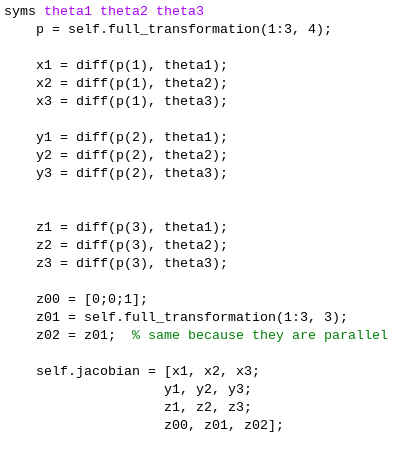 syms theta1 theta2 theta3
p = self.full_transformation(1:3, 4);
x1 = diff(p(1), theta1);
x2 = diff(p(1), theta2);
x3 = diff(p(1), theta3);
y1 = diff(p(2), theta1);
y2 = diff(p(2), theta2);
y3 = diff(p(2), theta3);
z1 = diff(p(3), theta1);
z2 = diff(p(3), theta2);
z3 = diff(p(3), theta3);
z00 = [0;0;1];
z01 = self.full_transformation(1:3, 3);
z02 = z01;  % same because they are parallel
self.jacobian = [x1, x2, x3;
y1, y2, y3;
z1, z2, z3;
z00, z01, z02];